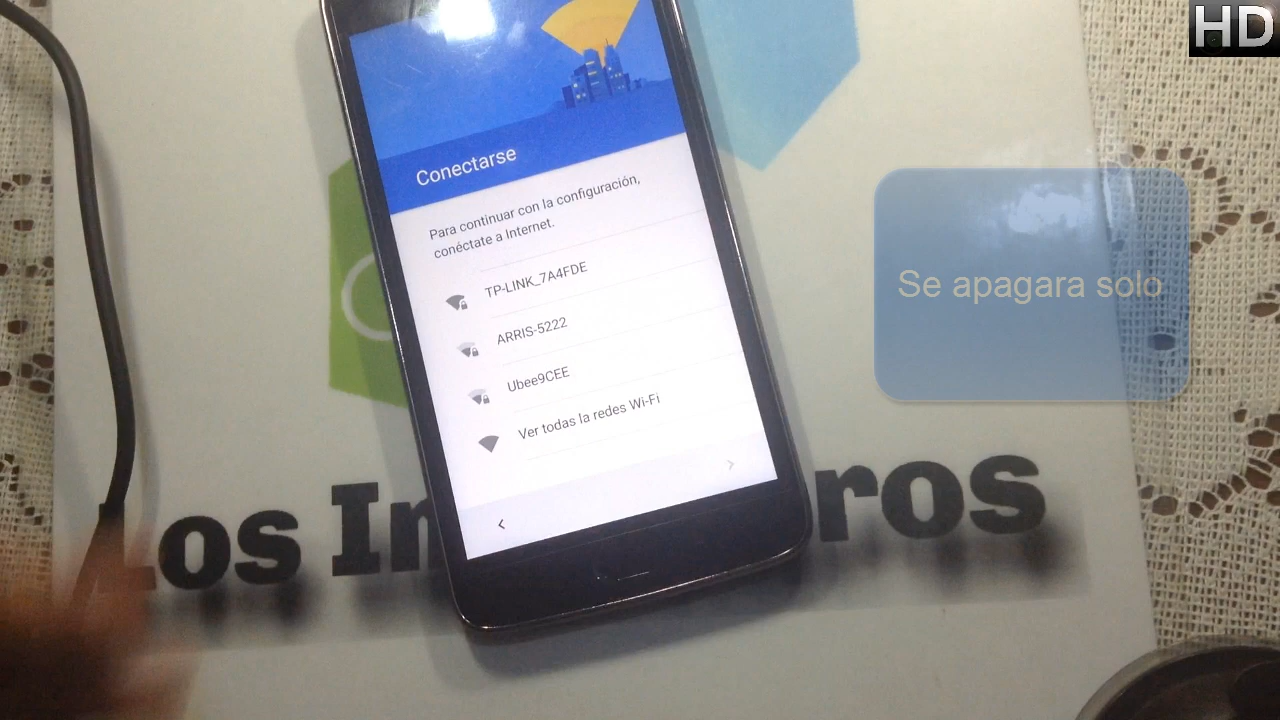 HD
Conectarse
Para continuar con la configuración,
conéctate a Internet.
TP-LINK_7A4FDE
ARRIS-5222
Ubee9CEE
Ver todas la redes Wi-Fi
Se apagara solo
Los